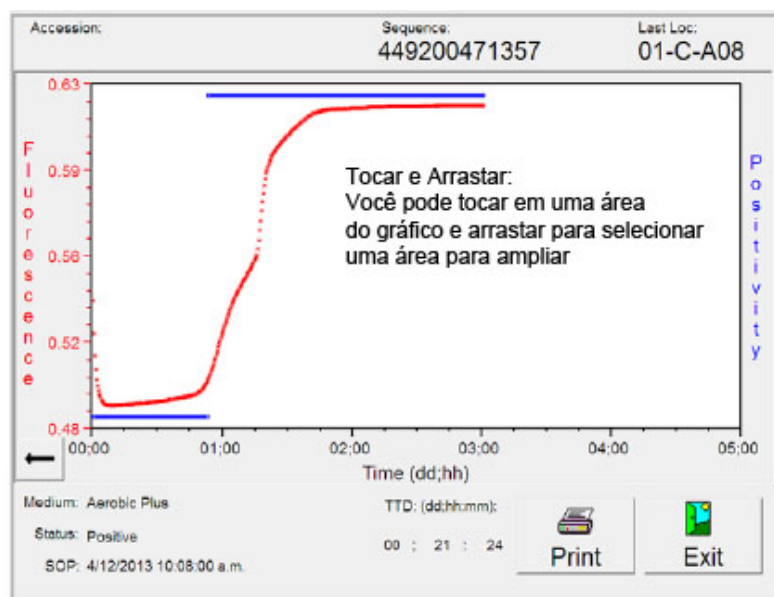 Accession:
Sequence:
449200471357
Last Loc:
01-C-A08
Fluorescence
0.63
0.59
0.56
0.52
0.48
Tocar e Arrastar:
Você pode tocar em uma área
do gráfico e arrastar para selecionar
uma área para ampliar
Positivity
00;00 01;00 02;00 03;00 04;00 05;00
Time (dd;hh)
Medium: Aerobic Plus
Status: Positive
SOP: 4/12/2013 10:08:00 a.m.
TTD: (dd;hh:mm):
00 ; 21 : 24
Print
Exit